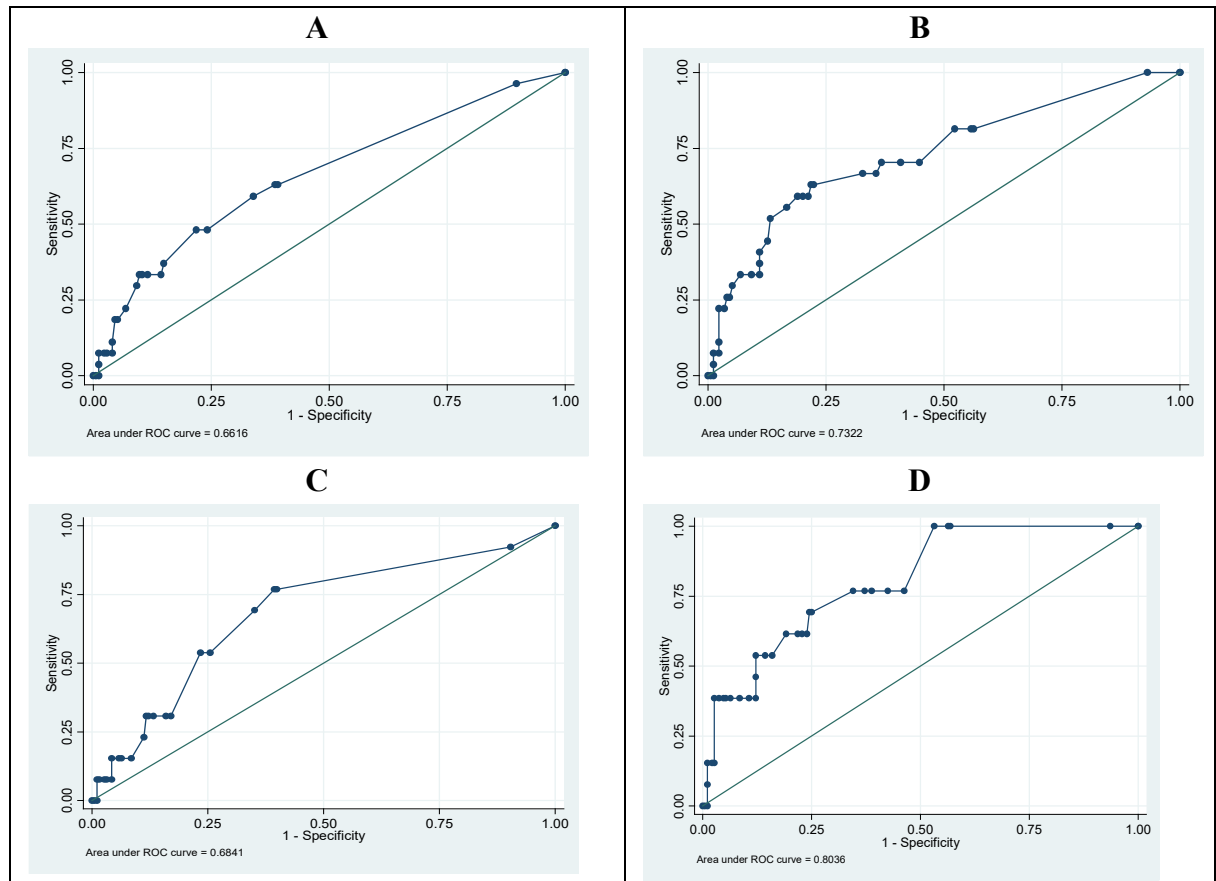 A
Sensitivity
1.00
0.75
0.50
0.25
0.00
0.00 0.25 0.50 0.75 1.00
1 - Specificity
Area under ROC curve = 0.6616
B
Sensitivity
1.00
0.75
0.50
0.25
0.00
0.00 0.25 0.50 0.75 1.00
1 - Specificity
Area under ROC curve = 0.7322
C
Sensitivity
1.00
0.75
0.50
0.25
0.00
0.00 0.25 0.50 0.75 1.00
1 - Specificity
Area under ROC curve = 0.6841
D
Sensitivity
1.00
0.75
0.50
0.25
0.00
0.00 0.25 0.50 0.75 1.00
1 - Specificity
Area under ROC curve = 0.8036